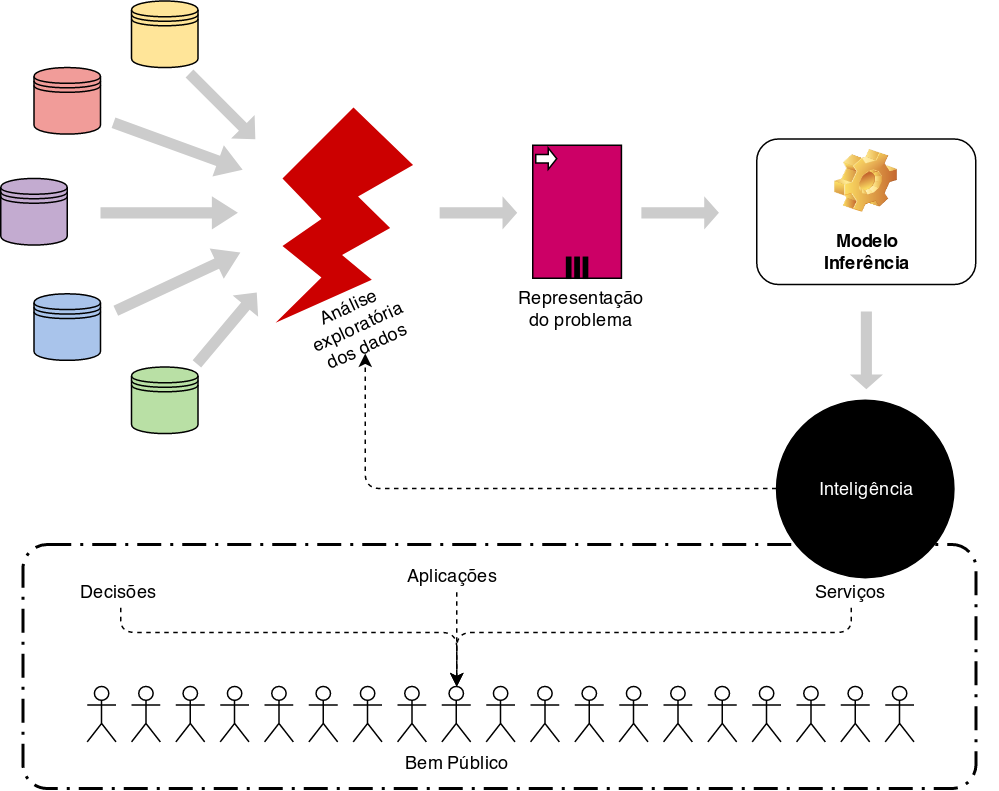 Análise
exploratória
dos dados
Representação
do problema
Modelo
Inferência
Inteligência
Decisões
Aplicações
Serviços
Bem Público